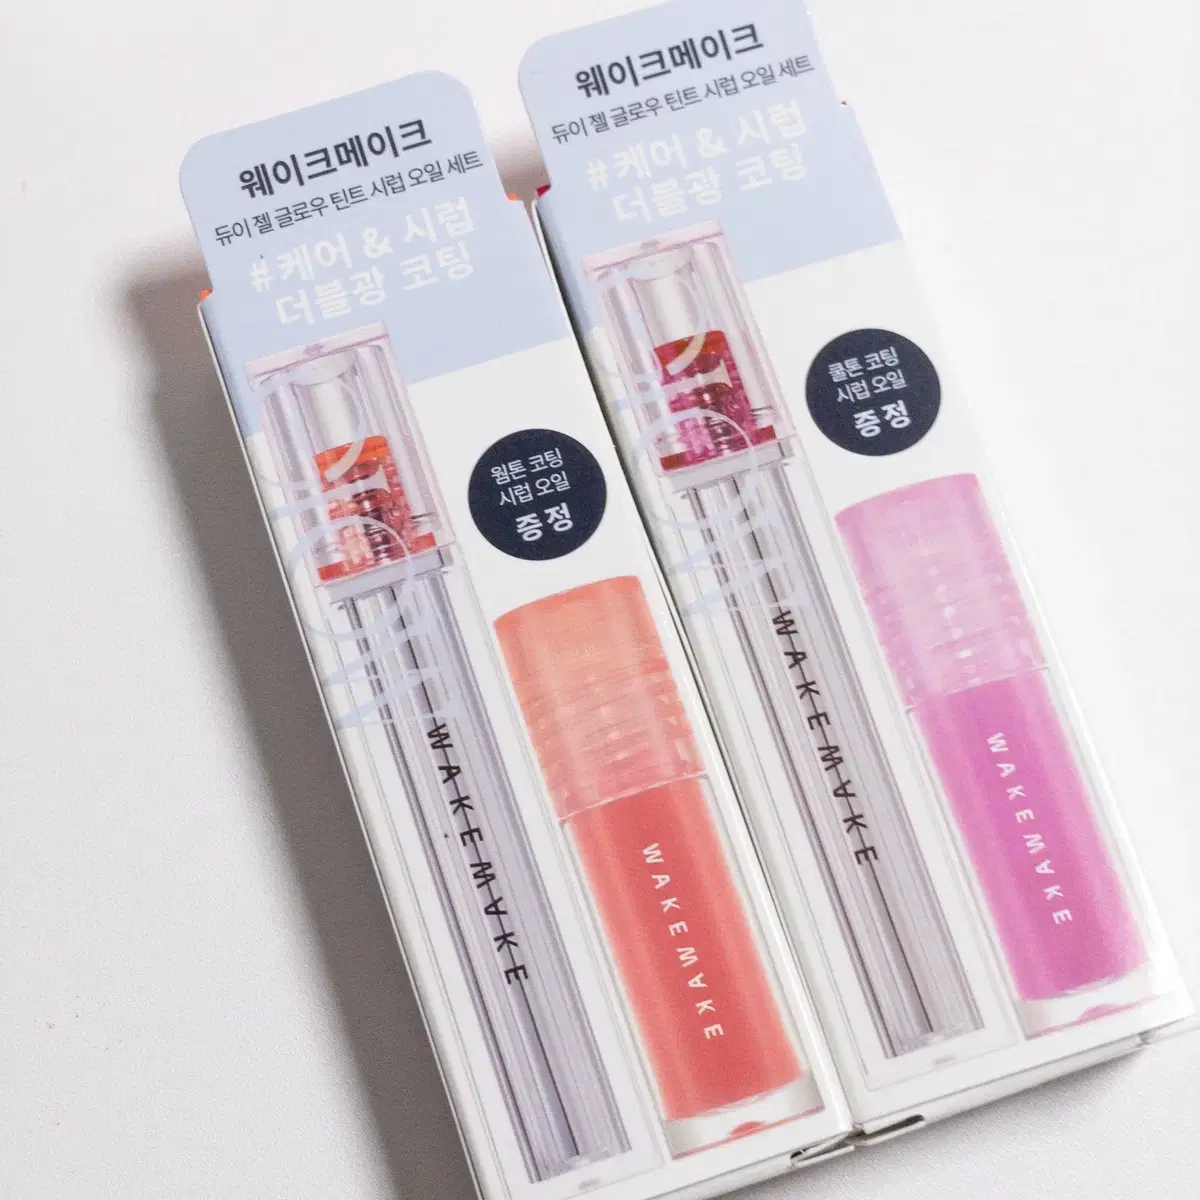 웨이크메이크
듀이 젤 글로우 틴트 시럽 오일 세트
#케어 & 시럽
더블광 코팅
웜톤 코팅
시럽 오일
증정
WAKEMAKE
WAKEMAKE
웨이크메이크
듀이 젤 글로우 틴트 시럽 오일 세트
#케어 & 시럽
더블광 코팅
쿨톤 코팅
시럽 오일
증정
WAKEMAKE
WAKEMAKE